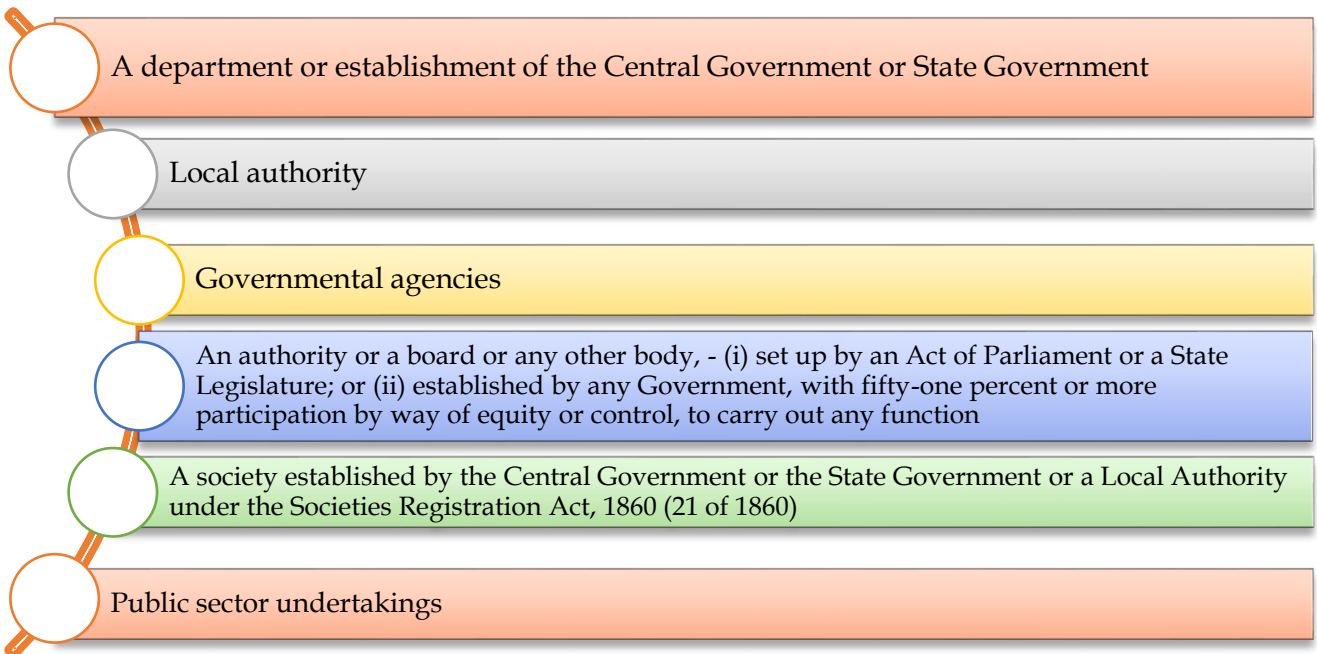 A department or establishment of the Central Government or State Government
Local authority
Governmental agencies
An authority or a board or any other body, - (i) set up by an Act of Parliament or a State
Legislature; or (ii) established by any Government, with fifty-one percent or more
participation by way of equity or control, to carry out any function
A society established by the Central Government or the State Government or a Local Authority
under the Societies Registration Act, 1860 (21 of 1860)
Public sector undertakings